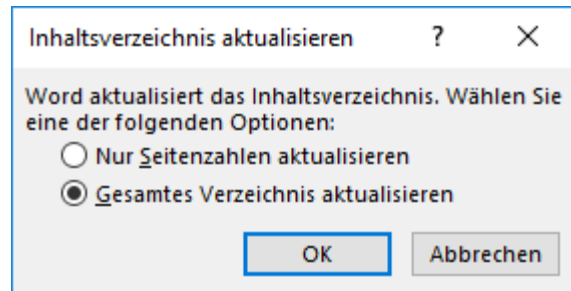 Inhaltsverzeichnis aktualisieren ?
Word aktualisiert das Inhaltsverzeichnis. Wählen Sie
eine der folgenden Optionen:
Nur Seitenzahlen aktualisieren
Gesamtes Verzeichnis aktualisieren
OK Abbrechen